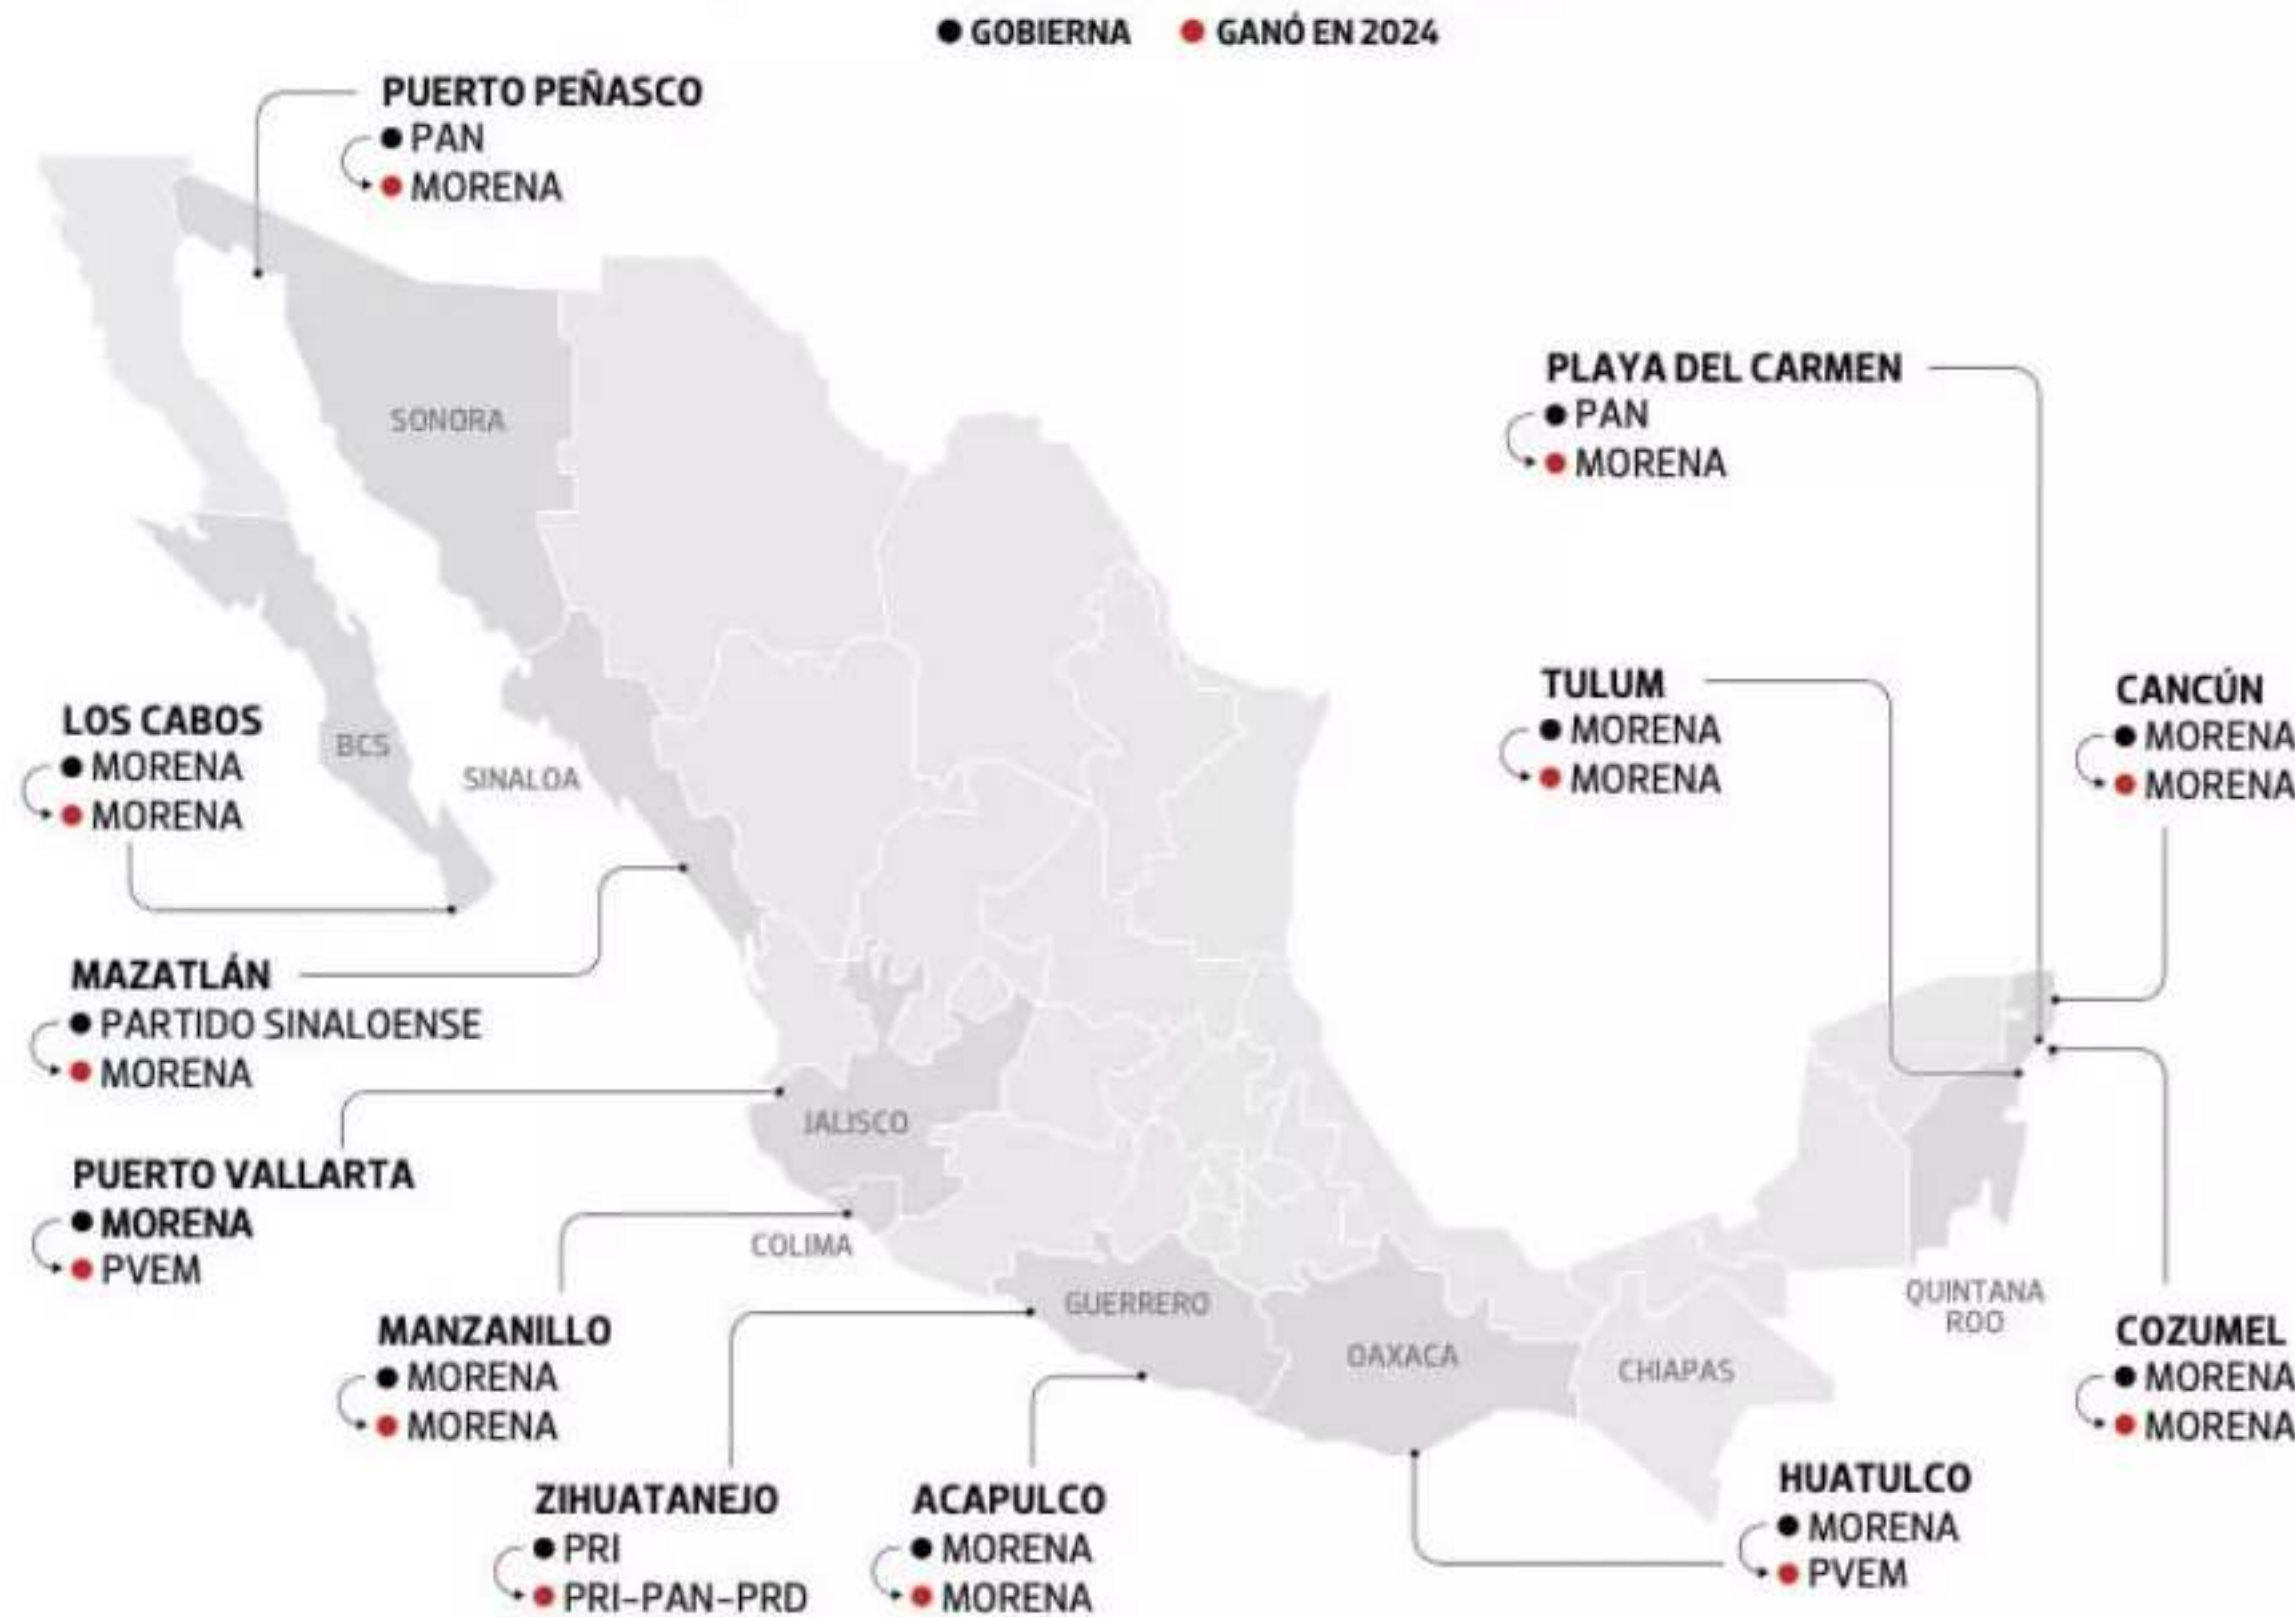 GOBIERNA
GANÓ EN 2024
PUERTO PEÑASCO
PAN
MORENA
SONORA
PLAYA DEL CARMEN
PAN
MORENA
TULUM
MORENA
MORENA
CANCÚN
MORENA
MORENA
LOS CABOS
MORENA
MORENA
BCS
SINALOA
MAZATLÁN
PARTIDO SINALOENSE
MORENA
JALISCO
PUERTO VALLARTA
MORENA
PVEM
COLIMA
MANZANILLO
MORENA
MORENA
GUERRERO
OAXACA
CHIAPAS
QUINTANA
ROO
COZUMEL
MORENA
MORENA
ZIHUATANEJO
PRI
PRI-PAN-PRD
ACAPULCO
MORENA
MORENA
HUATULCO
MORENA
PVEM